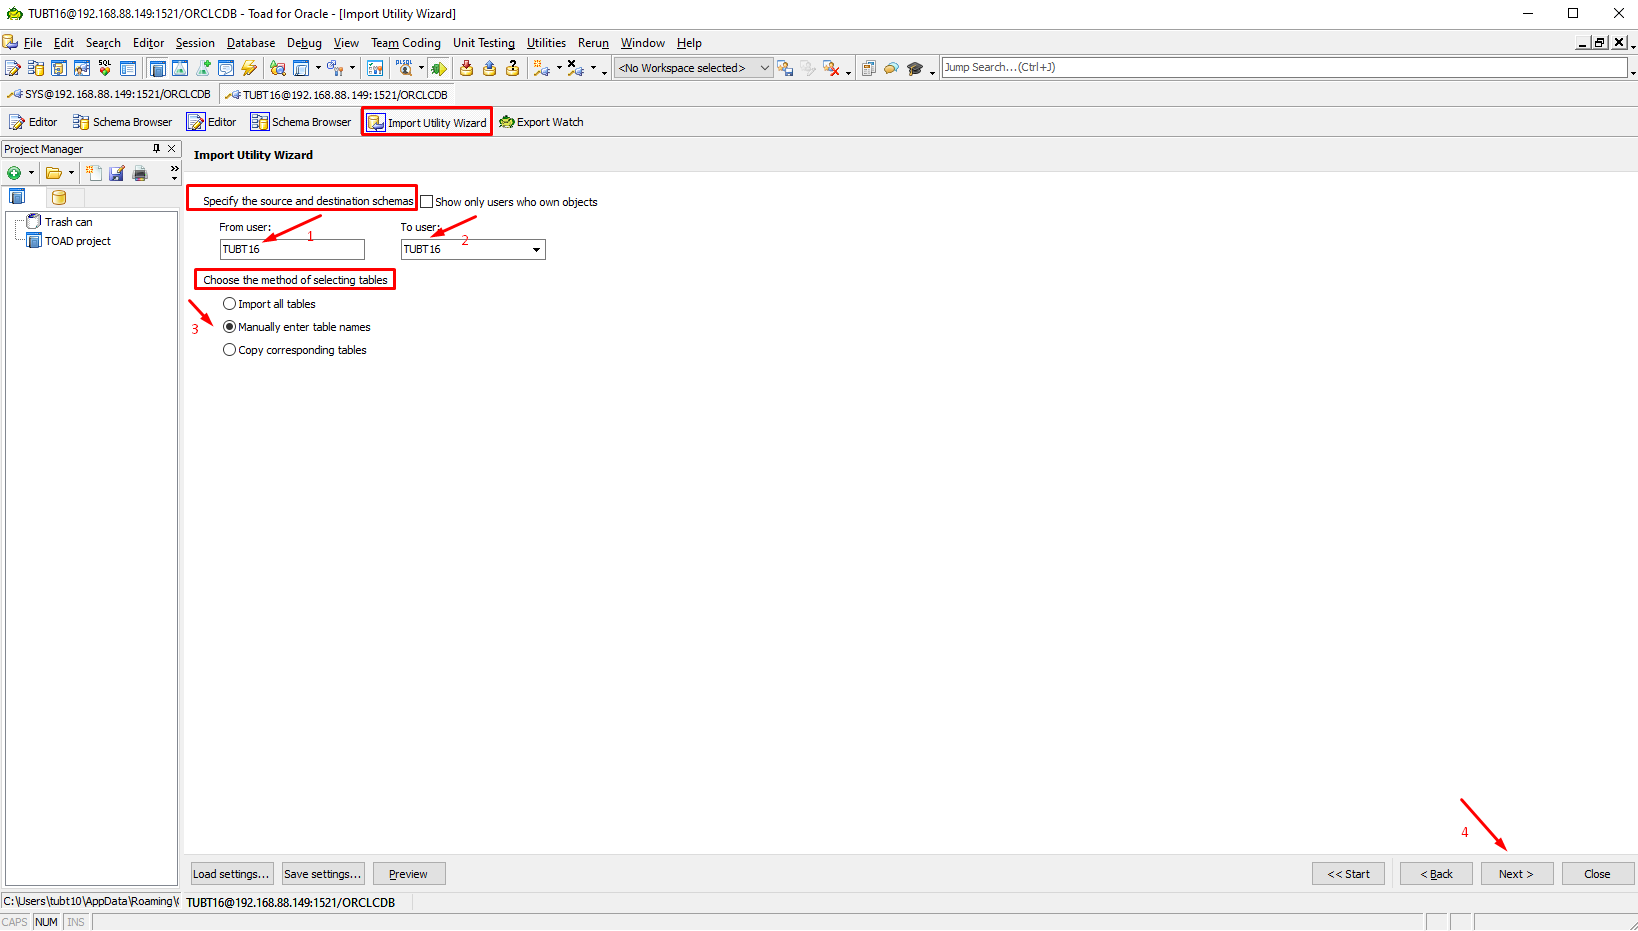 TUBT16@192.168.88.149:1521/ORCLCDB - Toad for Oracle - [Import Utility Wizard]
File Edit Search Editor Session Database Debug View Team Coding Unit Testing Utilities Rerun Window Help
<No Workspace selected> Jump Search...(Ctrl+J)
SYS@192.168.88.149:1521/ORCLCDB TUBT16@192.168.88.149:1521/ORCLCDB
Editor Schema Browser Editor Schema Browser Import Utility Wizard Export Watch
Project Manager
Import Utility Wizard
Specify the source and destination schemas Show only users who own objects
Trash can
TOAD project
From user: To user:
1 2
TUBT16 TUBT16
Choose the method of selecting tables
Import all tables
3
Manually enter table names
Copy corresponding tables
4
Load settings... Save settings... Preview << Start < Back Next > Close
C:\Users\tubt10\AppData\Roaming\ TUBT16@192.168.88.149:1521/ORCLCDB
CAPS NUM INS